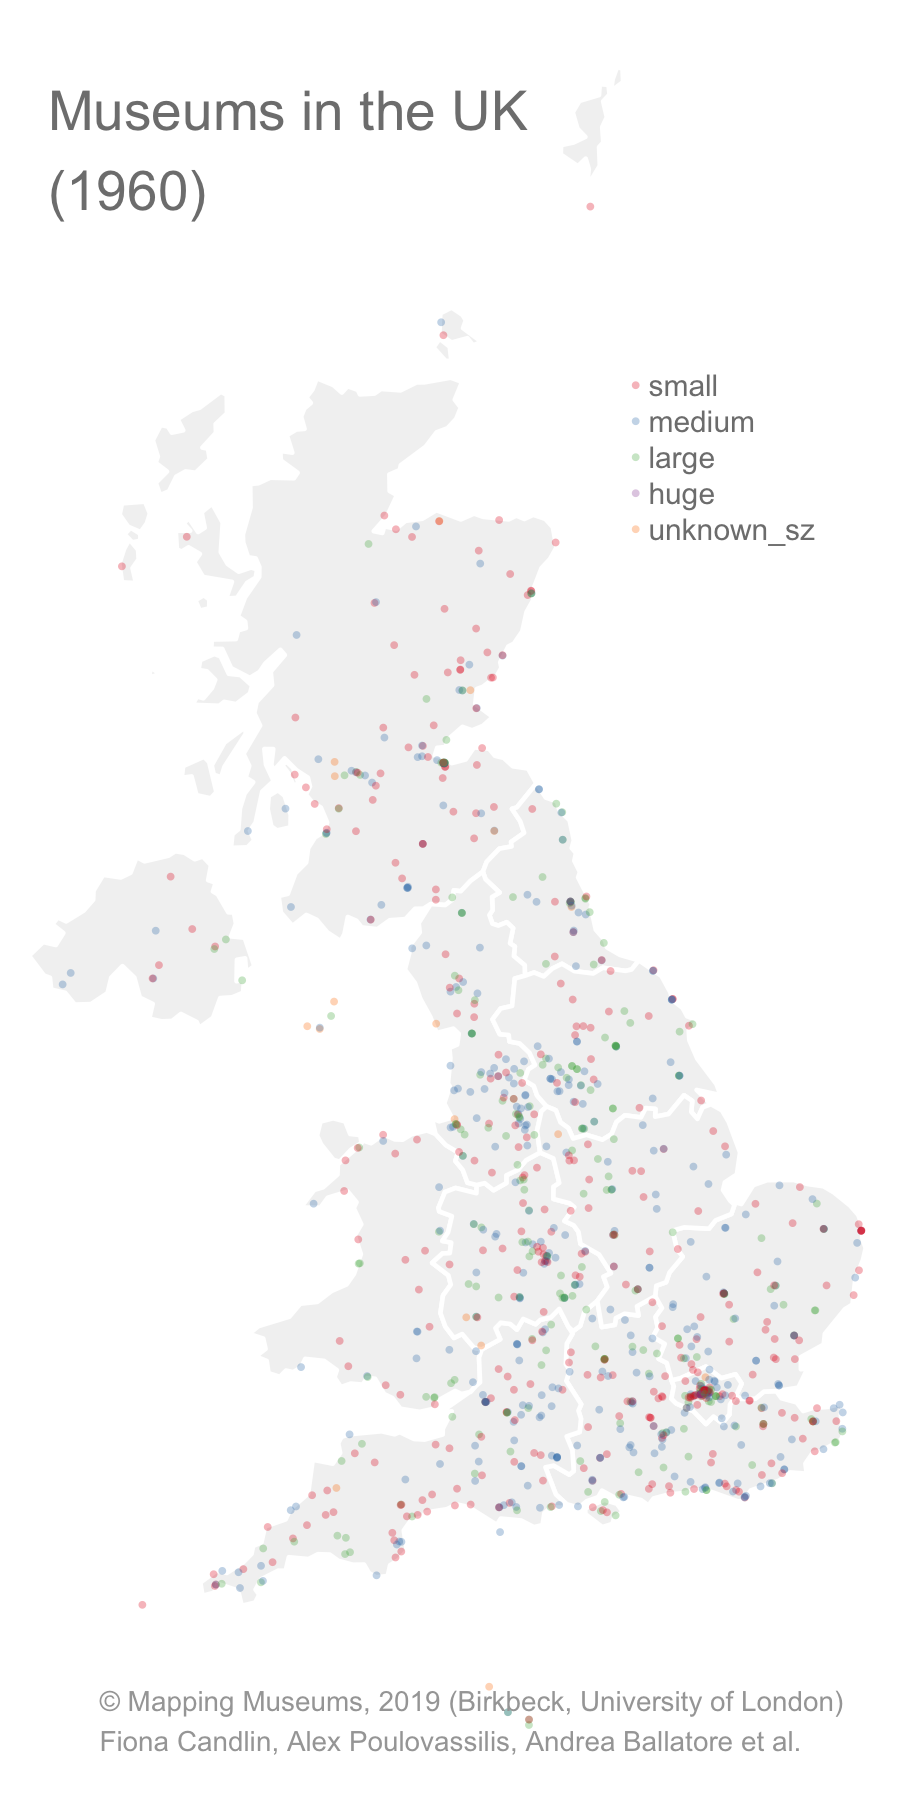 Museums in the UK
(1960)
small
medium
large
huge
unknown_sz
© Mapping Museums, 2019 (Birkbeck, University of London)
Fiona Candlin, Alex Poulovassilis, Andrea Ballatore et al.